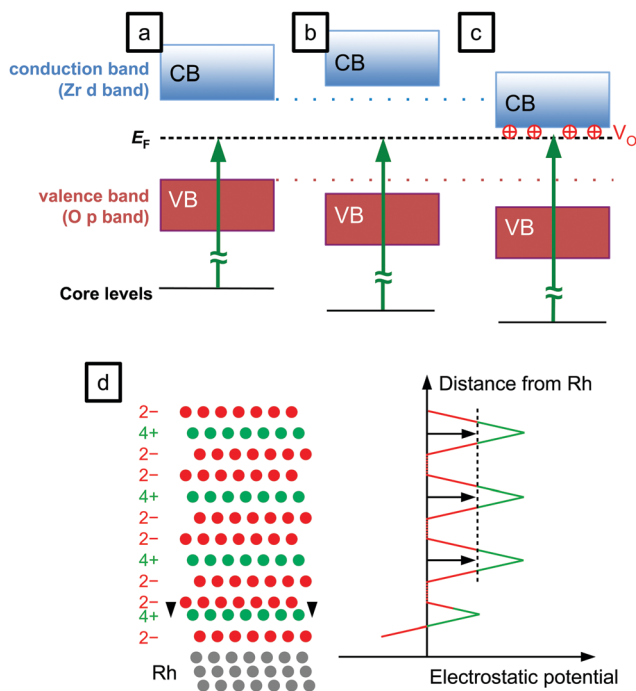 a
b
c
conduction band
(Zr d band)
CB
CB
CB
E_F
V_O
valence band
(O p band)
VB
VB
VB
Core levels
d
Distance from Rh
2−
4+
2−
2−
4+
2−
2−
4+
2−
2−
4+
2−
Rh
Electrostatic potential